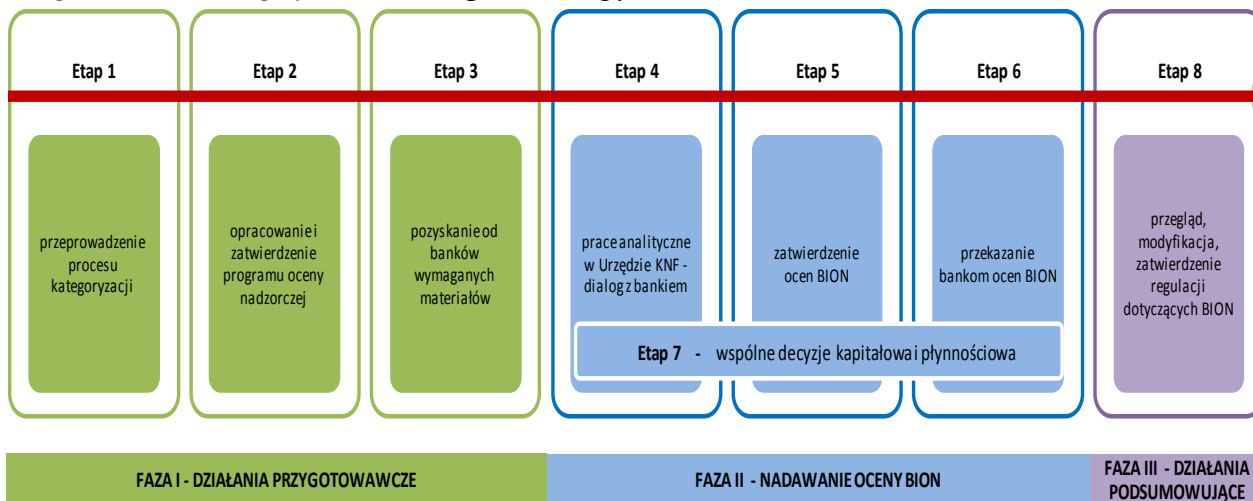 Etap 1
Etap 2
Etap 3
Etap 4
Etap 5
Etap 6
Etap 8
przeprowadzenie
procesu
kategoryzacji
opracowanie i
zatwierdzenie
programu oceny
nadzorczej
pozyskanie od
banków
wymaganych
materiałów
prace analityczne
w Urzędzie KNF -
dialog z bankiem
zatwierdzenie
ocen BION
przekazanie
bankom ocen BION
przegląd,
modyfikacja,
zatwierdzenie
regulacji
dotyczących BION
Etap 7 - wspólne decyzje kapitałowa i płynnościowa
FAZA I - DZIAŁANIA PRZYGOTOWAWCZE
FAZA II - NADAWANIE OCENY BION
FAZA III - DZIAŁANIA
PODSUMOWUJĄCE